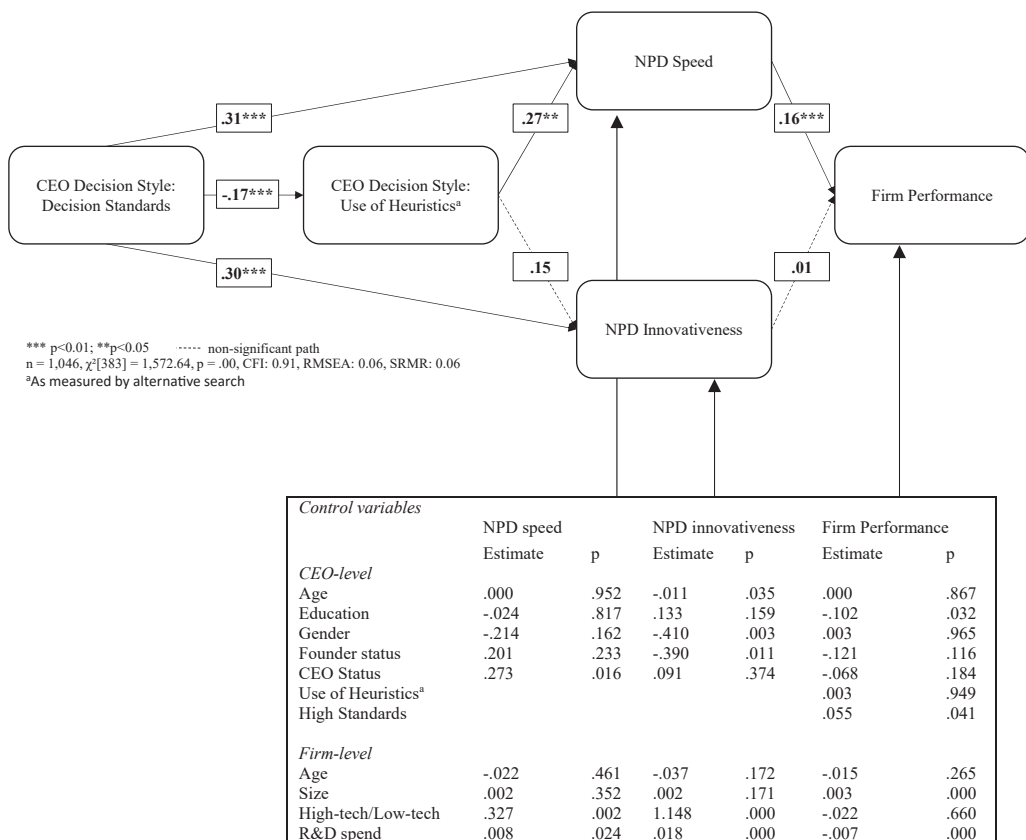 NPD Speed
.31***
.27**
.16***
CEO Decision Style:
Decision Standards
-.17***
CEO Decision Style:
Use of Heuristicsª
Firm Performance
.30***
.15
.01
NPD Innovativeness
*** p<0.01; **p<0.05 ------ non-significant path
n = 1,046, χ²[383] = 1,572.64, p = .00, CFI: 0.91, RMSEA: 0.06, SRMR: 0.06
ªAs measured by alternative search
Control variables
NPD speed NPD innovativeness Firm Performance
Estimate p Estimate p Estimate p
CEO-level
Age .000 .952 -.011 .035 .000 .867
Education -.024 .817 .133 .159 -.102 .032
Gender -.214 .162 -.410 .003 .003 .965
Founder status .201 .233 -.390 .011 -.121 .116
CEO Status .273 .016 .091 .374 -.068 .184
Use of Heuristicsª .003 .949
High Standards .055 .041
Firm-level
Age -.022 .461 -.037 .172 -.015 .265
Size .002 .352 .002 .171 .003 .000
High-tech/Low-tech .327 .002 1.148 .000 -.022 .660
R&D spend .008 .024 .018 .000 -.007 .000